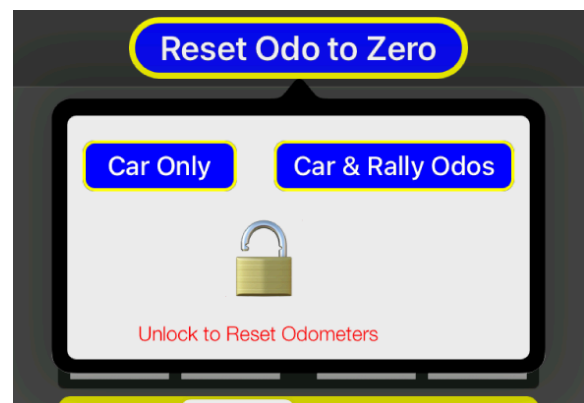 Reset Odo to Zero
Car Only
Car & Rally Odos
Unlock to Reset Odometers